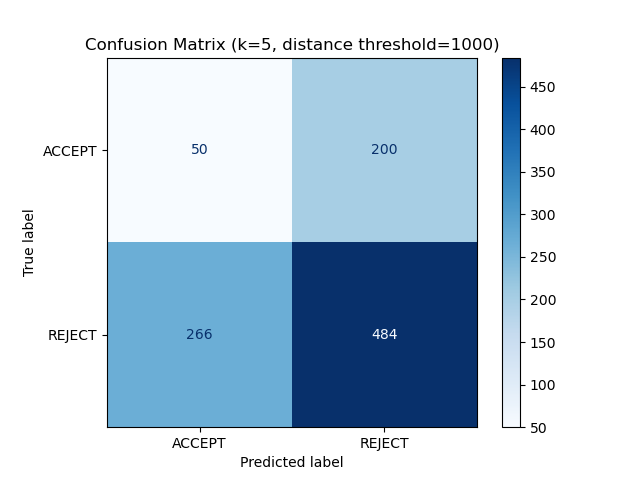 Confusion Matrix (k=5, distance threshold=1000)
True label
ACCEPT
50
200
REJECT
266
484
ACCEPT
REJECT
Predicted label
450
400
350
300
250
200
150
100
50